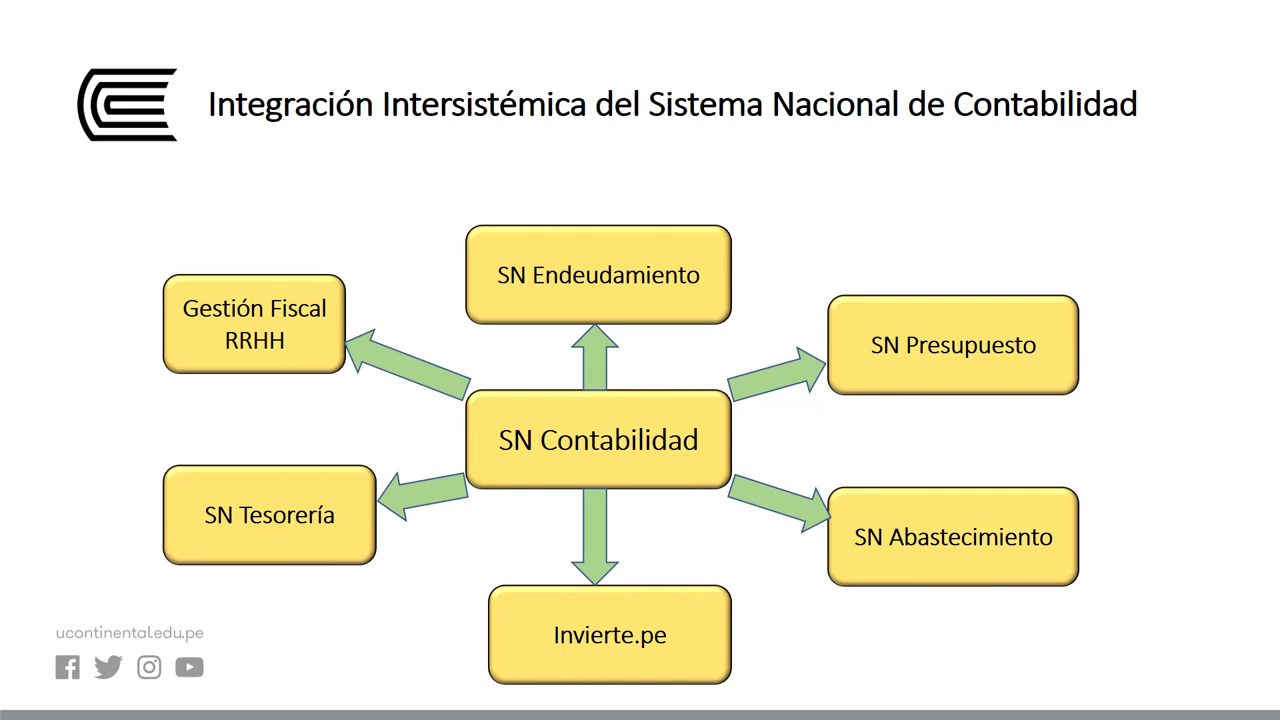 Integración Intersistémica del Sistema Nacional de Contabilidad
SN Endeudamiento
Gestión Fiscal
RRHH
SN Presupuesto
SN Contabilidad
SN Tesorería
SN Abastecimiento
Invierte.pe
ucontinental.edu.pe